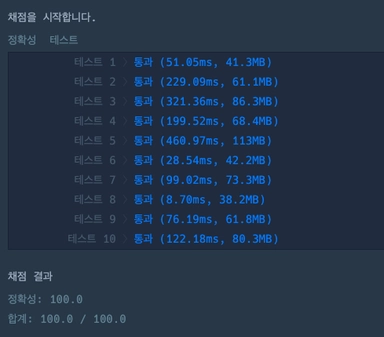 채점을 시작합니다.
정확성 테스트
테스트 1 〉 통과 (51.05ms, 41.3MB)
테스트 2 〉 통과 (229.09ms, 61.1MB)
테스트 3 〉 통과 (321.36ms, 86.3MB)
테스트 4 〉 통과 (199.52ms, 68.4MB)
테스트 5 〉 통과 (460.97ms, 113MB)
테스트 6 〉 통과 (28.54ms, 42.2MB)
테스트 7 〉 통과 (99.02ms, 73.3MB)
테스트 8 〉 통과 (8.70ms, 38.2MB)
테스트 9 〉 통과 (76.19ms, 61.8MB)
테스트 10 〉 통과 (122.18ms, 80.3MB)
채점 결과
정확성: 100.0
합계: 100.0 / 100.0